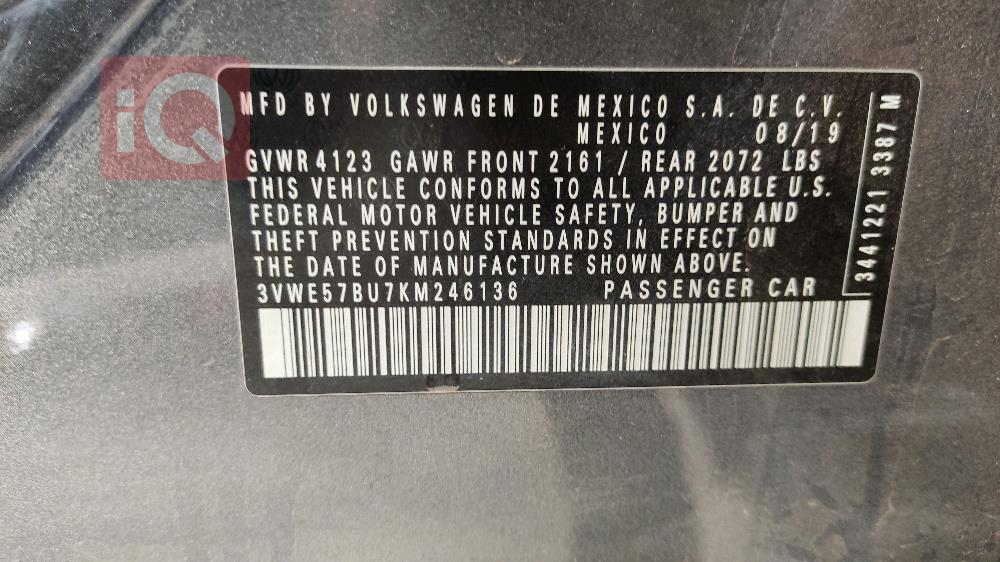 iQ
MFD BY VOLKSWAGEN DE MEXICO S.A. DE C.V.
MEXICO 08/19
GVWR 4123 GAWR FRONT 2161 / REAR 2072 LBS
THIS VEHICLE CONFORMS TO ALL APPLICABLE U.S.
FEDERAL MOTOR VEHICLE SAFETY, BUMPER AND
THEFT PREVENTION STANDARDS IN EFFECT ON
THE DATE OF MANUFACTURE SHOWN ABOVE.
3VWE57BU7KM246136 PASSENGER CAR
3441221 3387 M